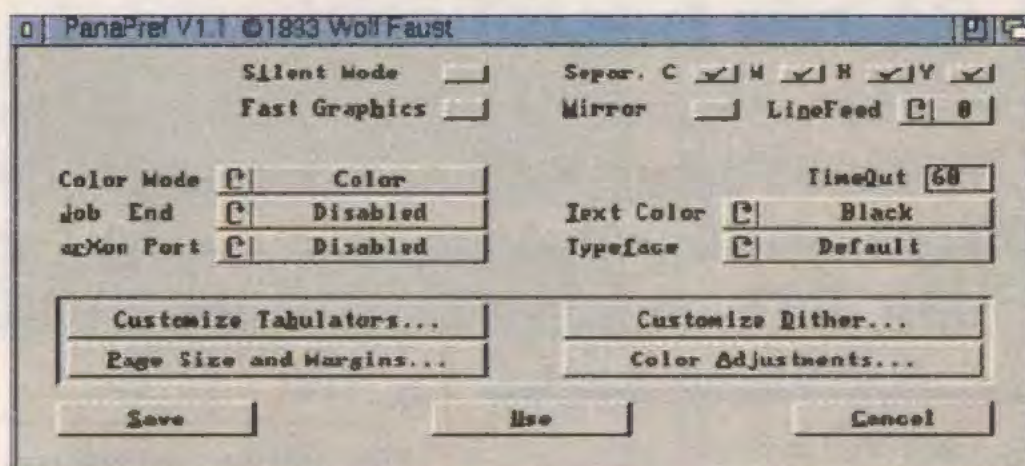 PanaPref V1.1 ©1993 Wolf Faust
Silent Mode Separ. C M K Y
Fast Graphics Mirror LineFeed 0
Color Mode Color TimeOut 60
Job End Disabled Text Color Black
Port Disabled Typeface Default
Customize Tabulators... Customize Dither...
Page Size and Margins... Color Adjustments...
Save Use Cancel